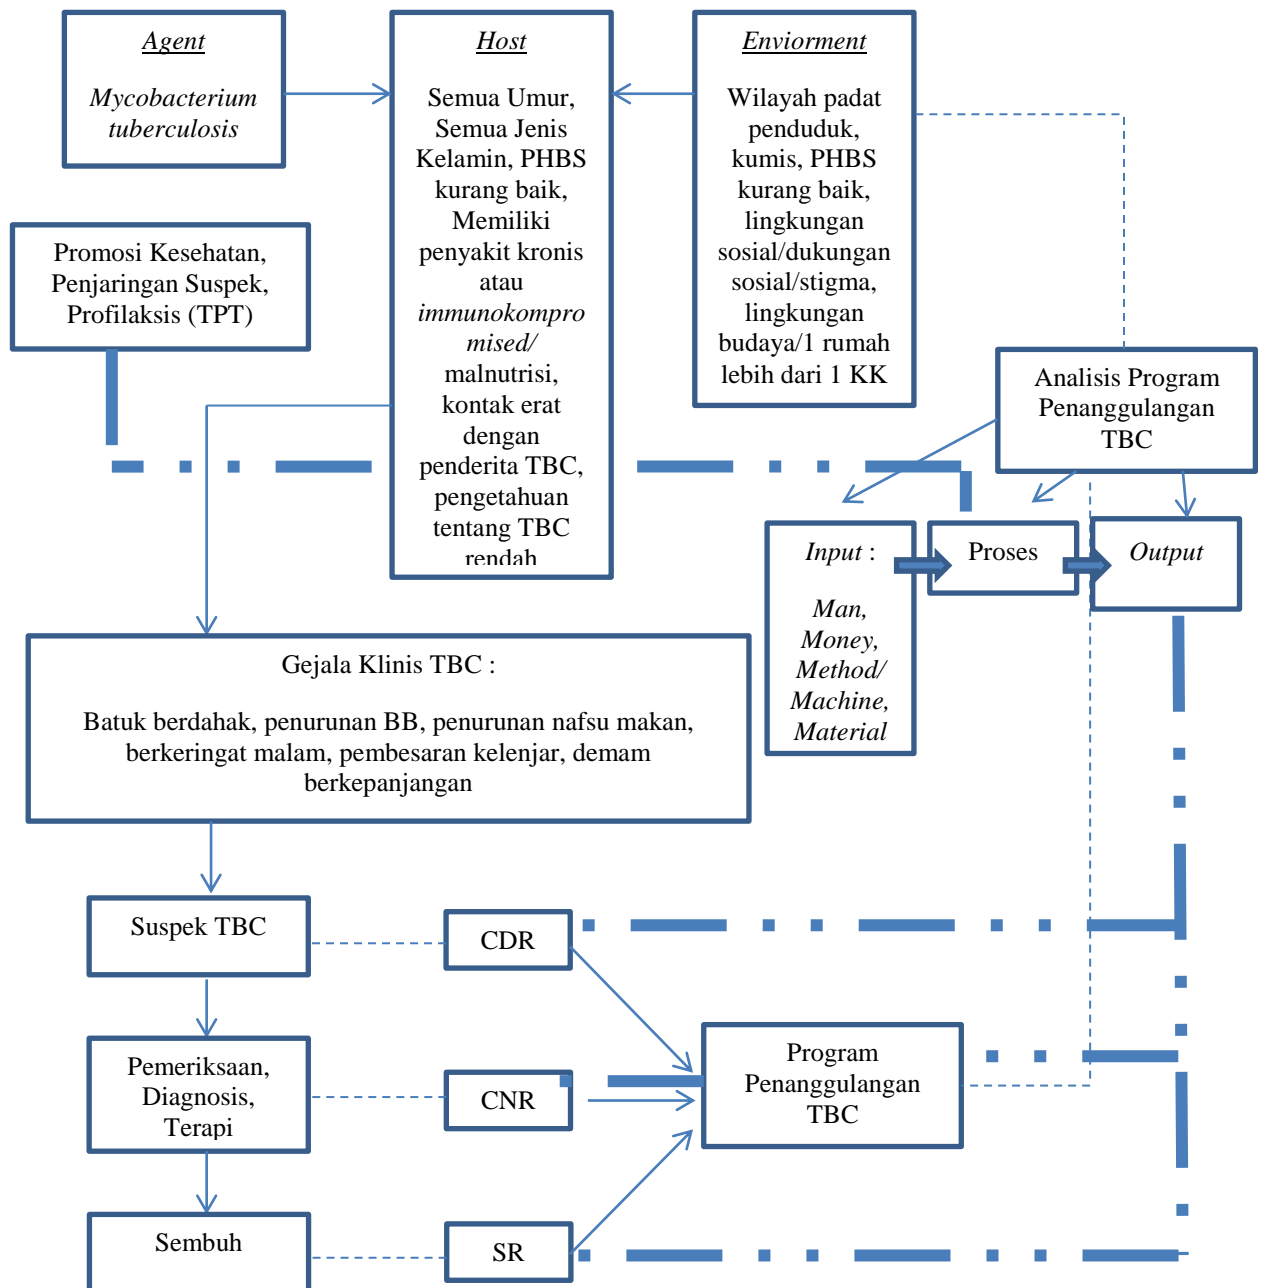 Agent
Mycobacterium
tuberculosis
Host
Semua Umur,
Semua Jenis
Kelamin, PHBS
kurang baik,
Memiliki
penyakit kronis
atau
immunokompro
mised/
malnutrisi,
kontak erat
dengan
penderita TBC,
pengetahuan
tentang TBC
rendah
Enviorment
Wilayah padat
penduduk,
kumis, PHBS
kurang baik,
lingkungan
sosial/dukungan
sosial/stigma,
lingkungan
budaya/1 rumah
lebih dari 1 KK
Promosi Kesehatan,
Penjaringan Suspek,
Profilaksis (TPT)
Analisis Program
Penanggulangan
TBC
Input :
Man,
Money,
Method/
Machine,
Material
Proses
Output
Gejala Klinis TBC :
Batuk berdahak, penurunan BB, penurunan nafsu makan,
berkeringat malam, pembesaran kelenjar, demam
berkepanjangan
Suspek TBC
CDR
Pemeriksaan,
Diagnosis,
Terapi
CNR
Program
Penanggulangan
TBC
Sembuh
SR